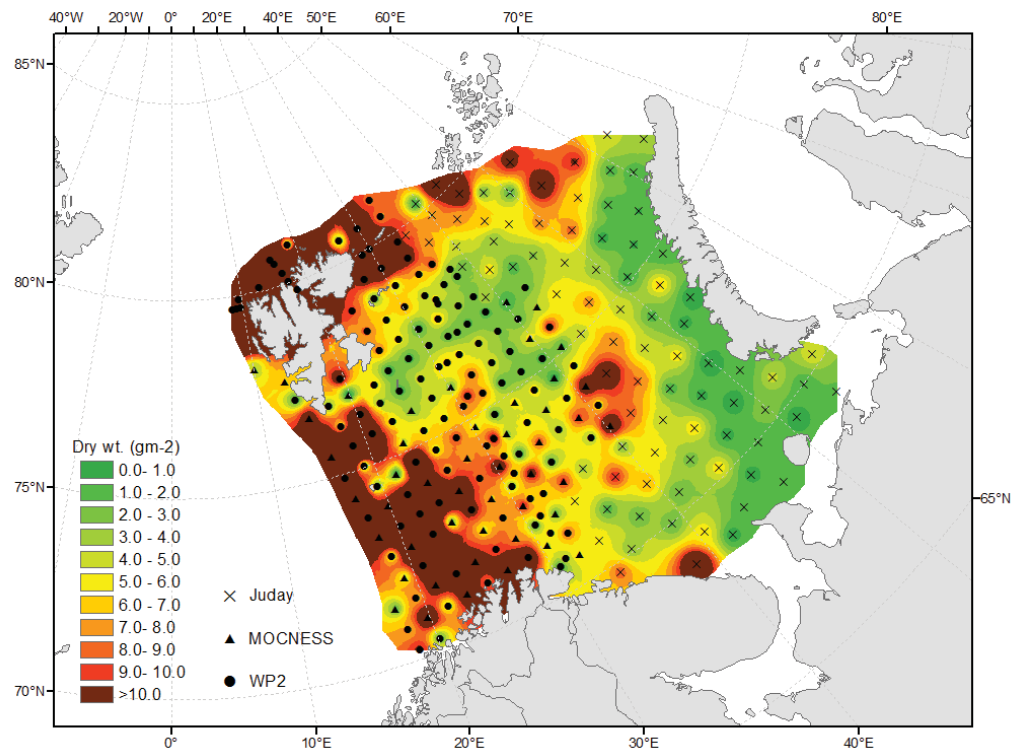 40°W 20°W 0° 20°E 40°E 50°E 60°E 70°E 80°E
85°N
80°N
75°N
65°N
70°N
Dry wt. (gm-2)
0.0- 1.0
1.0 - 2.0
2.0 - 3.0
3.0 - 4.0
4.0 - 5.0
5.0 - 6.0
6.0 - 7.0
7.0 - 8.0
8.0 - 9.0
9.0 - 10.0
>10.0
Juday
MOCNESS
WP2
0° 10°E 20°E 30°E 40°E